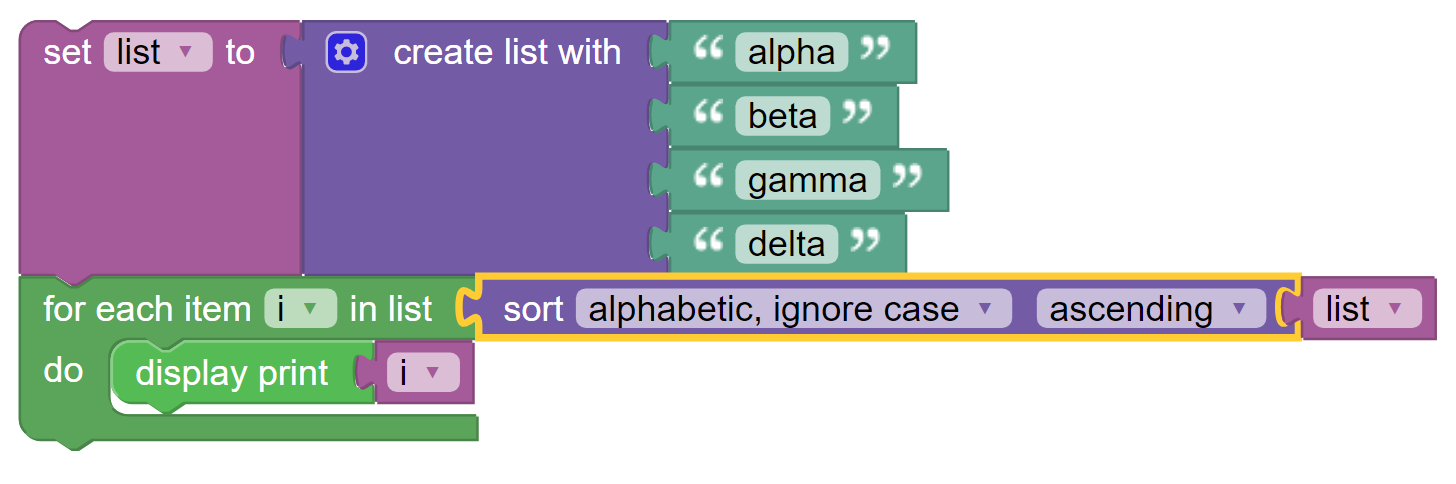 set list to create list with “ alpha ”
“ beta ”
“ gamma ”
“ delta ”
for each item i in list sort alphabetic, ignore case ascending list
do display print i